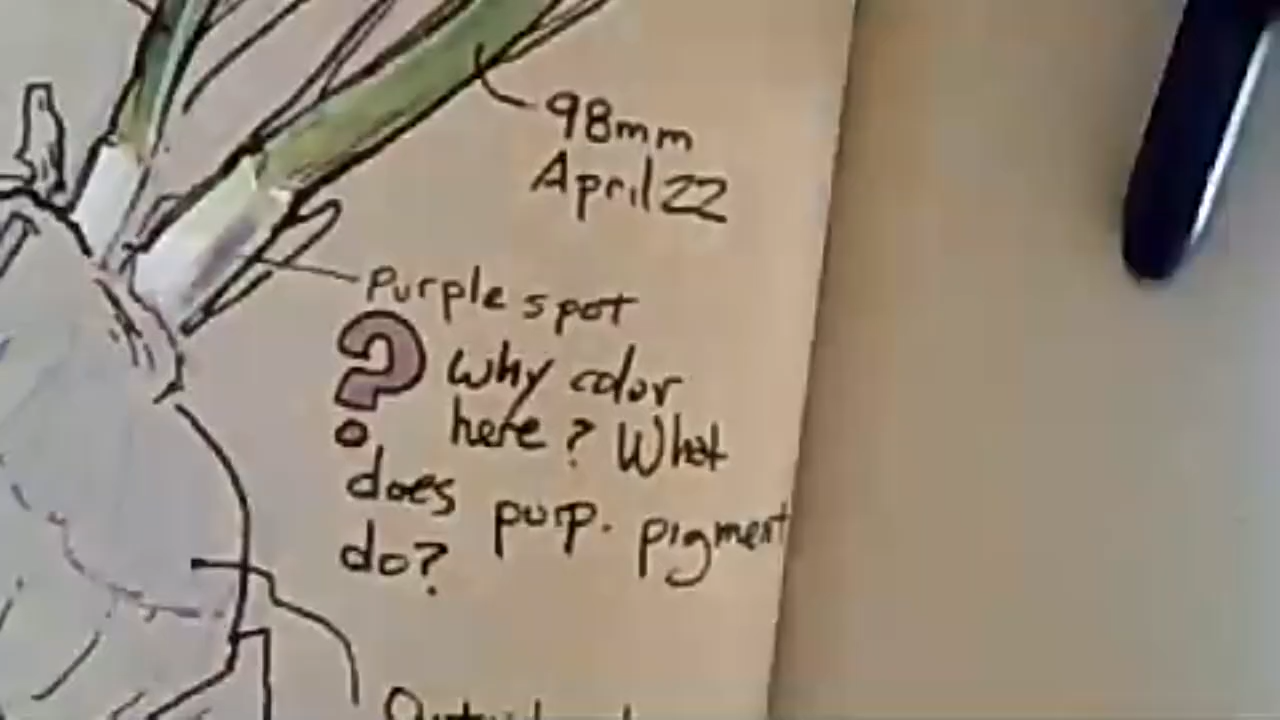 98mm
April 22
Purple spot
? Why color
here? What
does purp. pigment
do?